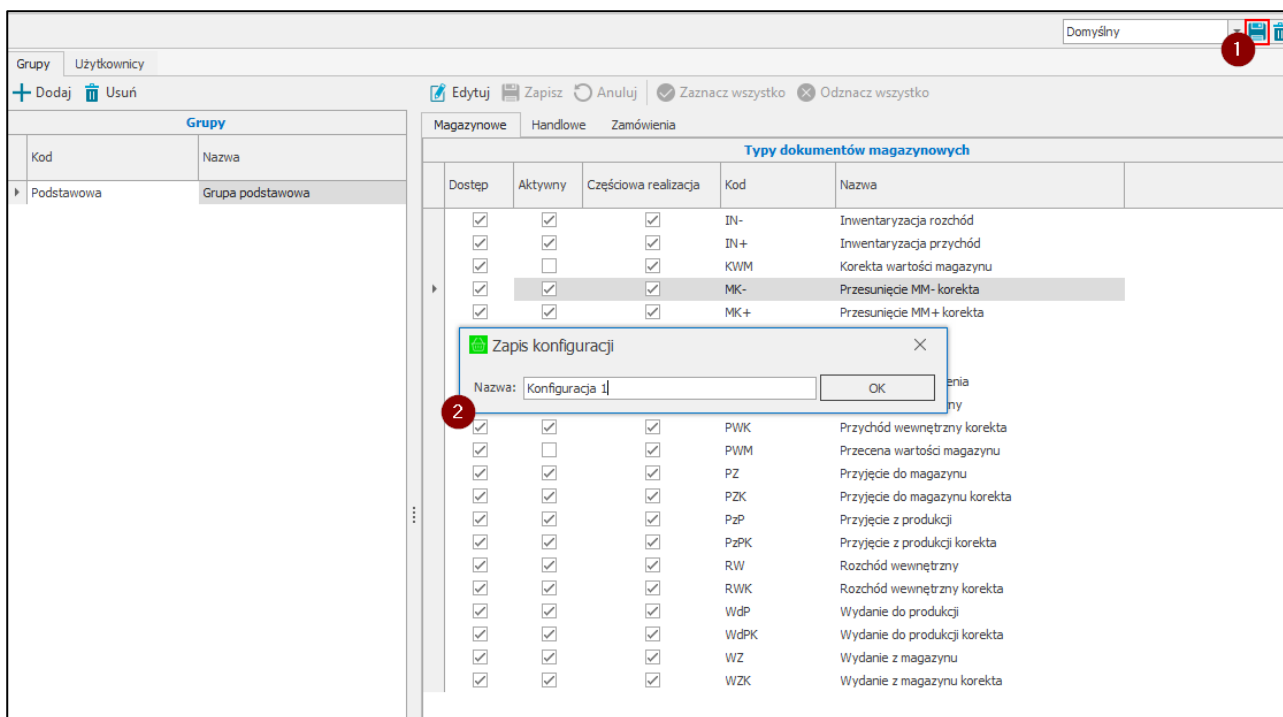 Domyślny
1
Grupy Użytkownicy
Dodaj Usuń
Edytuj Zapisz Anuluj Zaznacz wszystko Odznacz wszystko
Grupy
Magazynowe Handlowe Zamówienia
Typy dokumentów magazynowych
Kod Nazwa
Dostęp Aktywny Częściowa realizacja Kod Nazwa
Podstawowa Grupa podstawowa
IN- Inwentaryzacja rozchód
IN+ Inwentaryzacja przychód
KWM Korekta wartości magazynu
MK- Przesunięcie MM- korekta
MK+ Przesunięcie MM+ korekta
Zapis konfiguracji
Nazwa: Konfiguracja 1 OK
enia
ny
2
PWK Przychód wewnętrzny korekta
PWM Przecena wartości magazynu
PZ Przyjęcie do magazynu
PZK Przyjęcie do magazynu korekta
PzP Przyjęcie z produkcji
PzPK Przyjęcie z produkcji korekta
RW Rozchód wewnętrzny
RWK Rozchód wewnętrzny korekta
WdP Wydanie do produkcji
WdPK Wydanie do produkcji korekta
WZ Wydanie z magazynu
WZK Wydanie z magazynu korekta